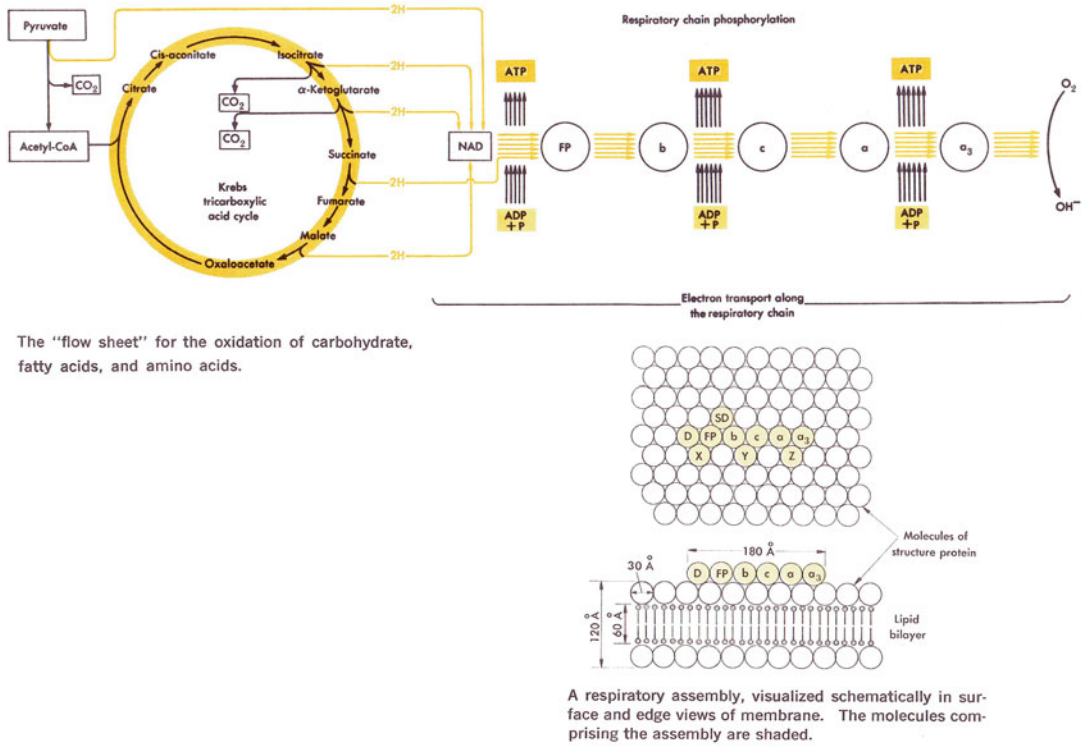 Pyruvate
2H
Respiratory chain phosphorylation
Cis-aconitate
Isocitrate
2H
ATP
ATP
ATP
CO2
Citrate
α-Ketoglutarate
O2
CO2
2H
CO2
Acetyl-CoA
NAD
FP
b
c
a
a3
Succinate
2H
Krebs
tricarboxylic
acid cycle
Fumarate
ADP
+P
ADP
+P
ADP
+P
OH−
Malate
2H
Oxaloacetate
Electron transport along
the respiratory chain
The "flow sheet" for the oxidation of carbohydrate,
fatty acids, and amino acids.
SD
D FP b c a a3
X Y Z
Molecules of
structure protein
180 Å
30 Å
D FP b c a a3
120 Å
60 Å
Lipid
bilayer
A respiratory assembly, visualized schematically in sur-
face and edge views of membrane. The molecules com-
prising the assembly are shaded.